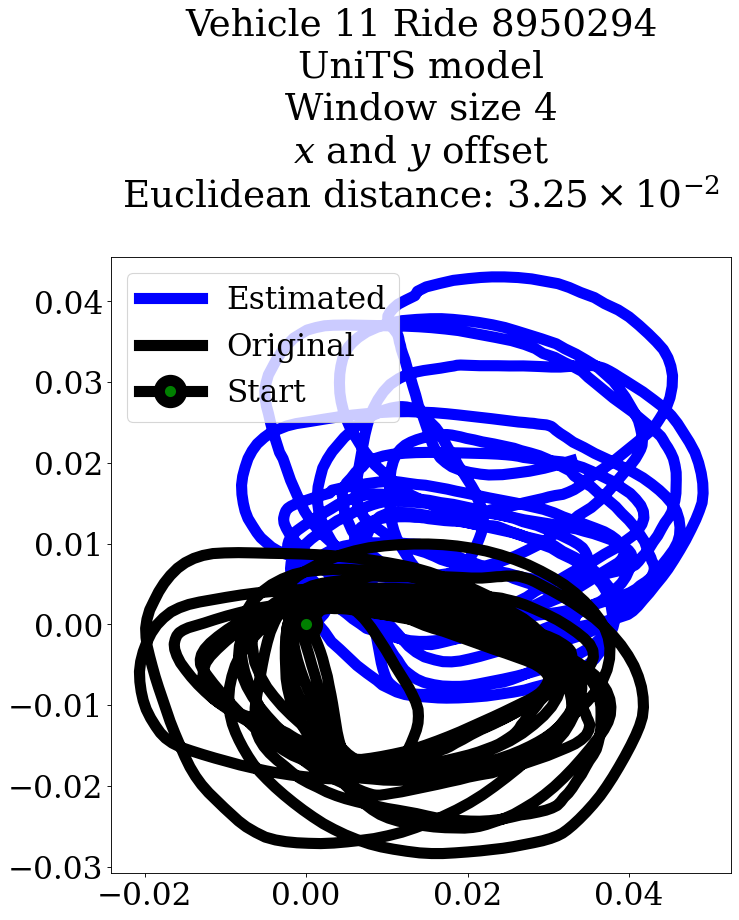 Vehicle 11 Ride 8950294
UniTS model
Window size 4
x and y offset
Euclidean distance: 3.25 × 10⁻²
Estimated
Original
Start
0.04
0.03
0.02
0.01
0.00
−0.01
−0.02
−0.03
−0.02
0.00
0.02
0.04